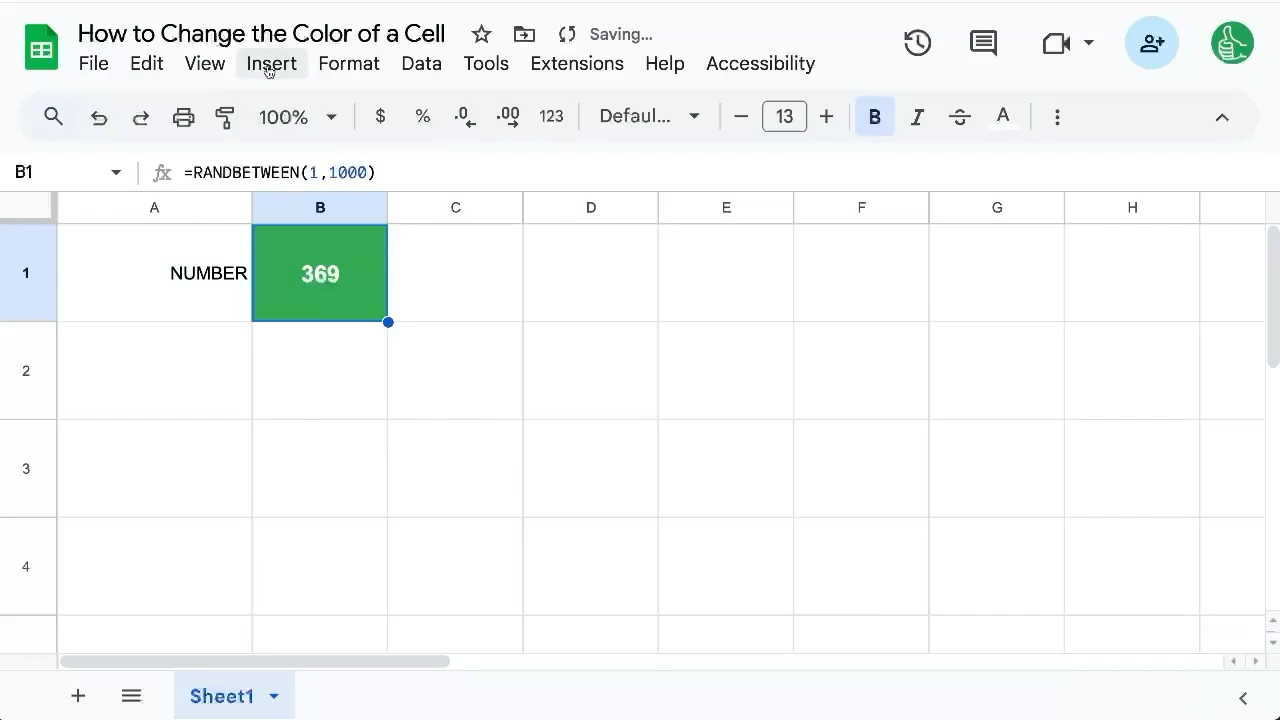 How to Change the Color of a Cell Saving...
File Edit View Insert Format Data Tools Extensions Help Accessibility
100% $ % .0 .00 123 Defaul... 13 B I S A
B1 fx =RANDBETWEEN(1,1000)
A B C D E F G H
1 NUMBER 369
2
3
4
Sheet1